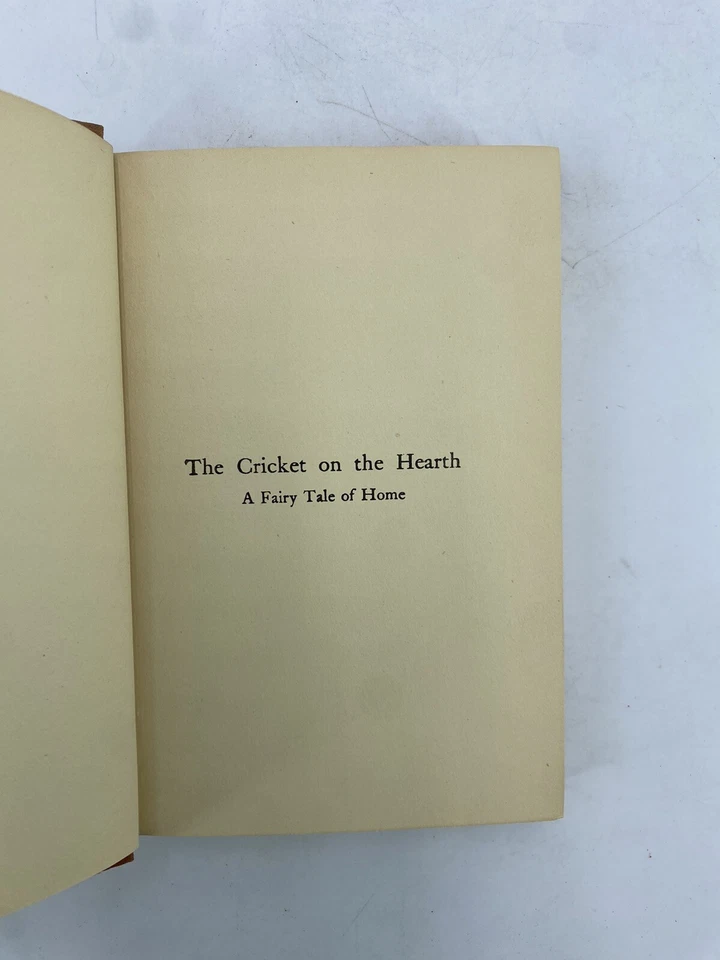 The Cricket on the Hearth
A Fairy Tale of Home